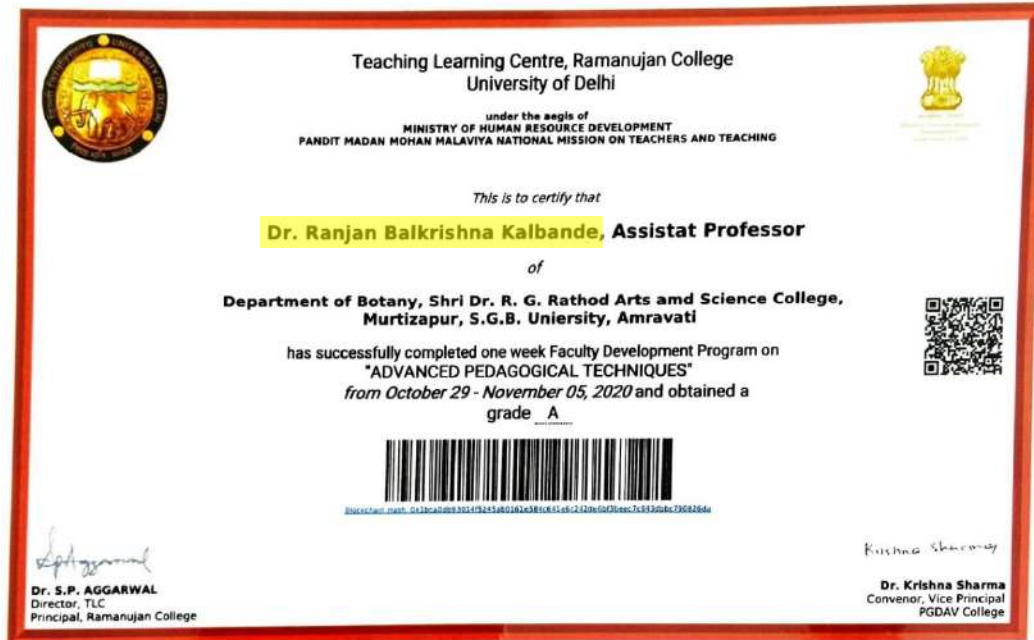 Teaching Learning Centre, Ramanujan College
University of Delhi
under the aegis of
MINISTRY OF HUMAN RESOURCE DEVELOPMENT
PANDIT MADAN MOHAN MALAVIYA NATIONAL MISSION ON TEACHERS AND TEACHING
This is to certify that
Dr. Ranjan Balkrishna Kalbande, Assistat Professor
of
Department of Botany, Shri Dr. R. G. Rathod Arts amd Science College,
Murtizapur, S.G.B. Uniersity, Amravati
has successfully completed one week Faculty Development Program on
"ADVANCED PEDAGOGICAL TECHNIQUES"
from October 29 - November 05, 2020 and obtained a
grade A
Blockchain Hash
Dr. S.P. AGGARWAL
Director, TLC
Principal, Ramanujan College
Krishna Sharma
Dr. Krishna Sharma
Convenor, Vice Principal
PGDAV College